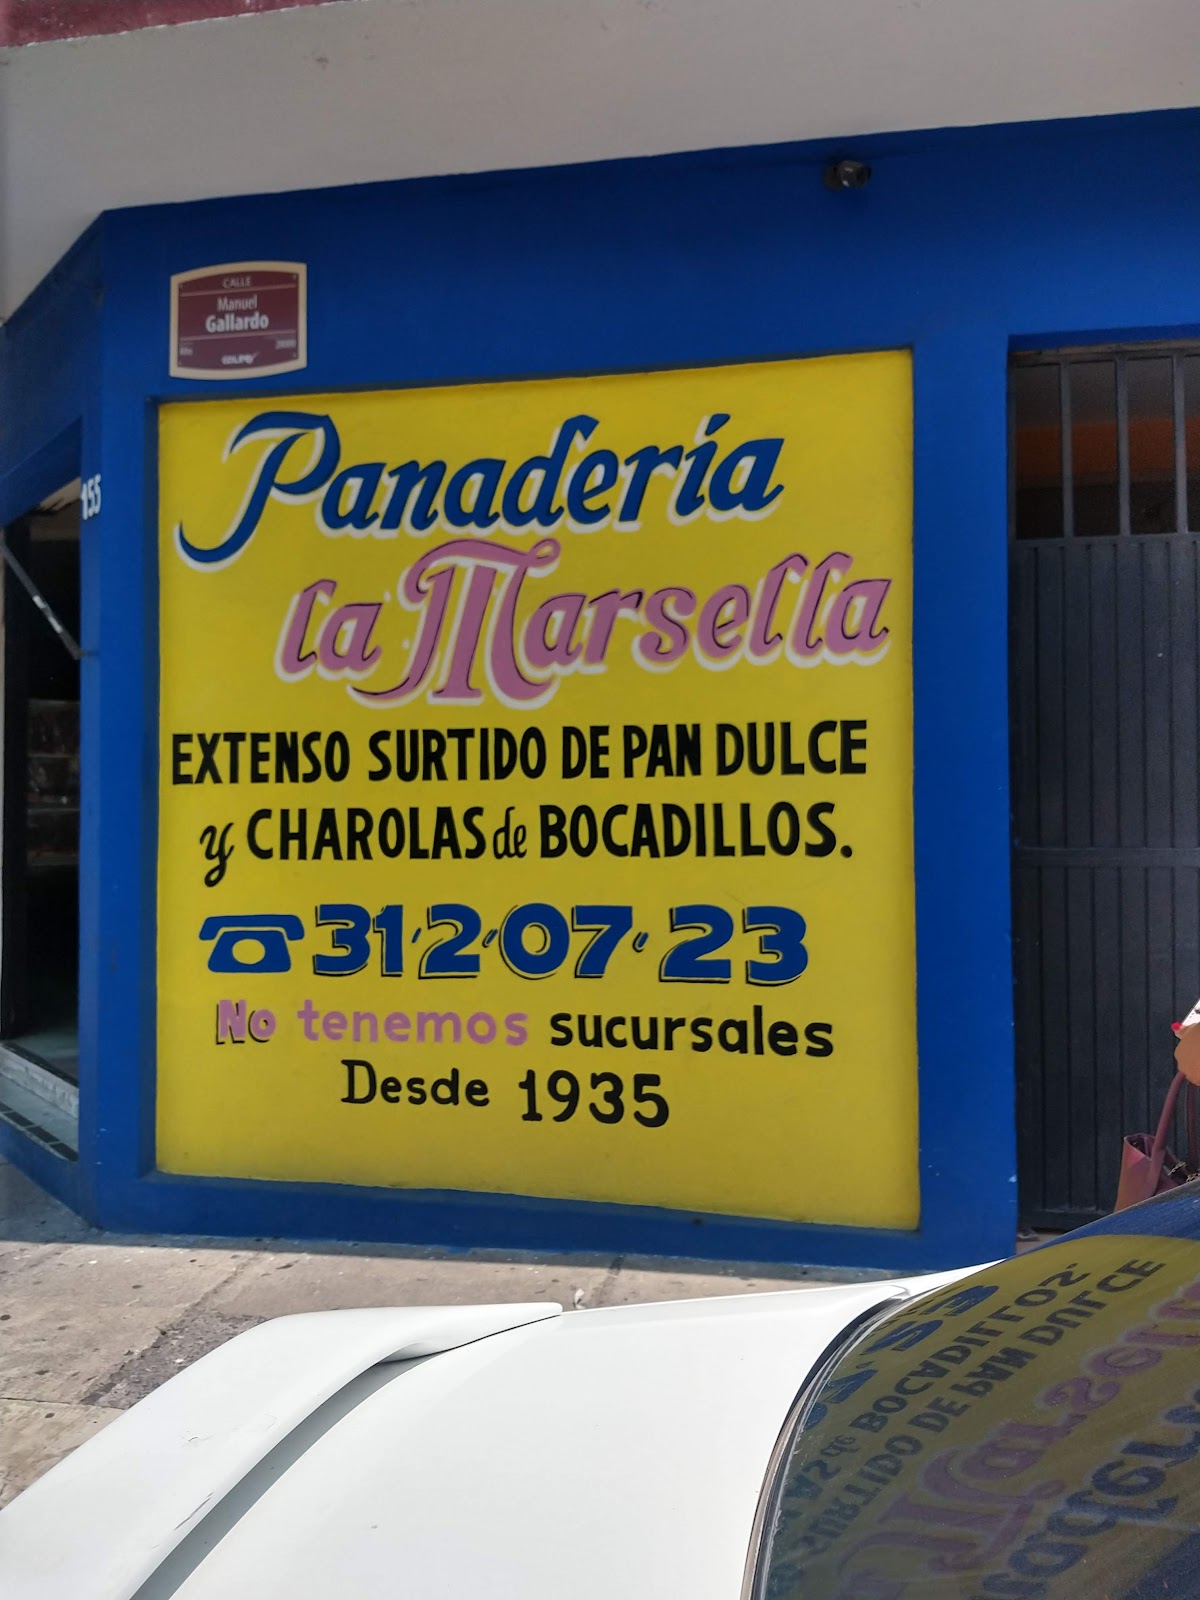 CALLE
Manuel
Gallardo
155
Panadería
la Marsella
EXTENSO SURTIDO DE PAN DULCE
y CHAROLAS de BOCADILLOS.
31·2·07·23
No tenemos sucursales
Desde 1935